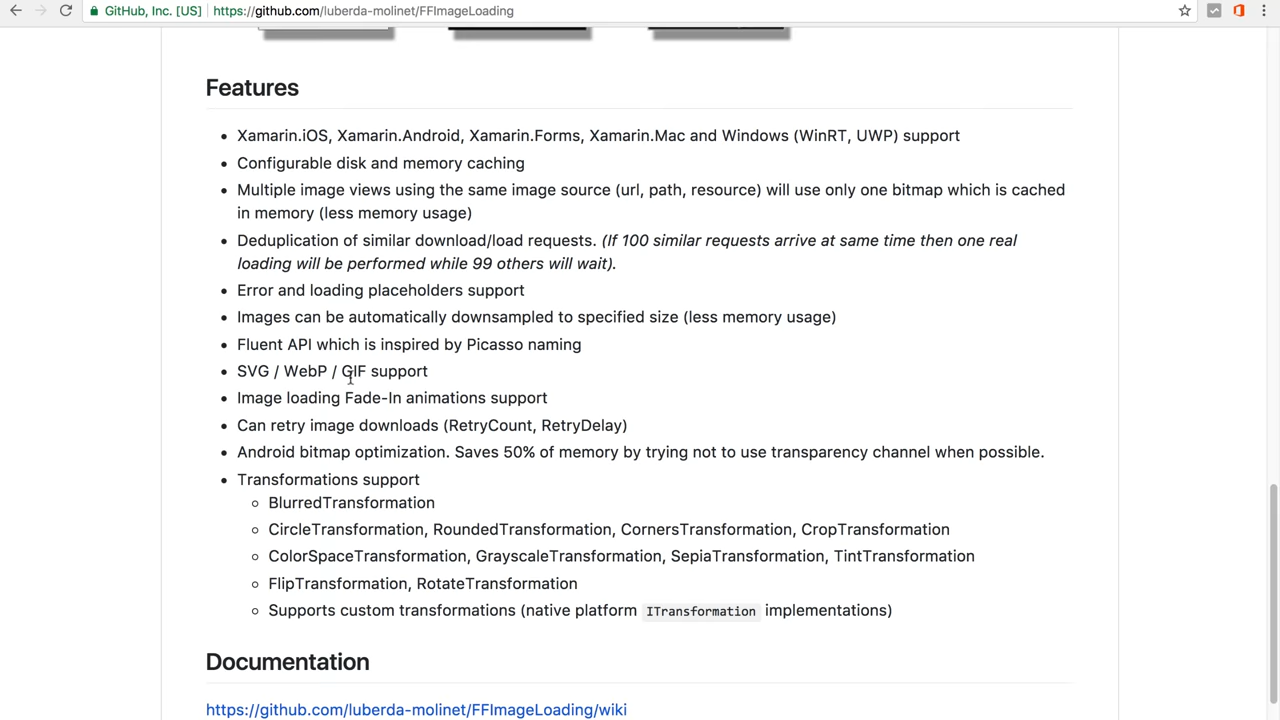 GitHub, Inc. [US] https://github.com/luberda-molinet/FFImageLoading
Features
Xamarin.iOS, Xamarin.Android, Xamarin.Forms, Xamarin.Mac and Windows (WinRT, UWP) support
Configurable disk and memory caching
Multiple image views using the same image source (url, path, resource) will use only one bitmap which is cached
in memory (less memory usage)
Deduplication of similar download/load requests. (If 100 similar requests arrive at same time then one real
loading will be performed while 99 others will wait).
Error and loading placeholders support
Images can be automatically downsampled to specified size (less memory usage)
Fluent API which is inspired by Picasso naming
SVG / WebP / GIF support
Image loading Fade-In animations support
Can retry image downloads (RetryCount, RetryDelay)
Android bitmap optimization. Saves 50% of memory by trying not to use transparency channel when possible.
Transformations support
BlurredTransformation
CircleTransformation, RoundedTransformation, CornersTransformation, CropTransformation
ColorSpaceTransformation, GrayscaleTransformation, SepiaTransformation, TintTransformation
FlipTransformation, RotateTransformation
Supports custom transformations (native platform ITransformation implementations)
Documentation
https://github.com/luberda-molinet/FFImageLoading/wiki